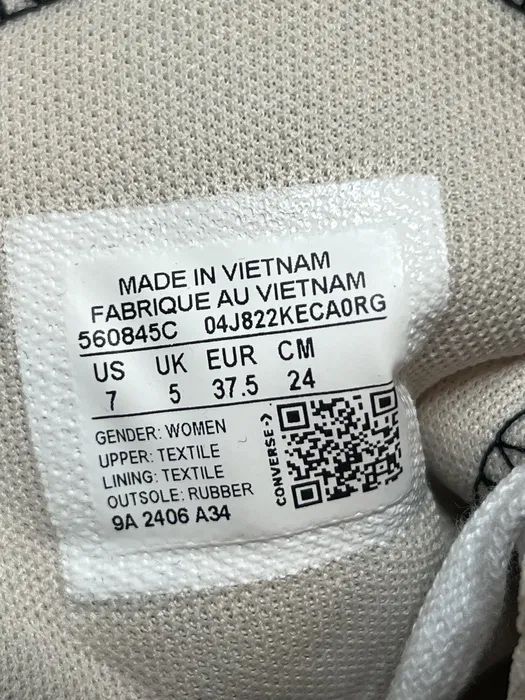 MADE IN VIETNAM
FABRIQUE AU VIETNAM
560845C 04J822KECA0RG
US UK EUR CM
7 5 37.5 24
GENDER: WOMEN
UPPER: TEXTILE
LINING: TEXTILE
OUTSOLE: RUBBER
9A 2406 A34
CONVERSE->